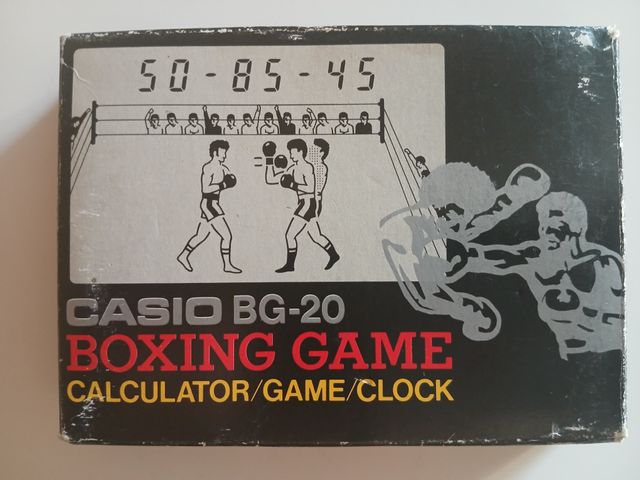 50-85-45
CASIO BG-20
BOXING GAME
CALCULATOR/GAME/CLOCK